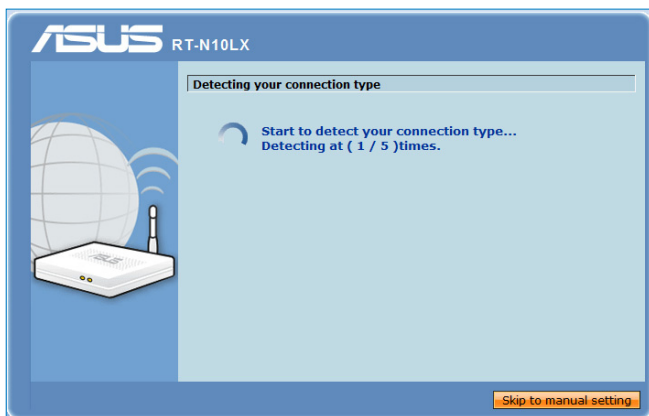 ASUS RT-N10LX
Detecting your connection type
Start to detect your connection type...
Detecting at ( 1 / 5 )times.
ASUS
Skip to manual setting